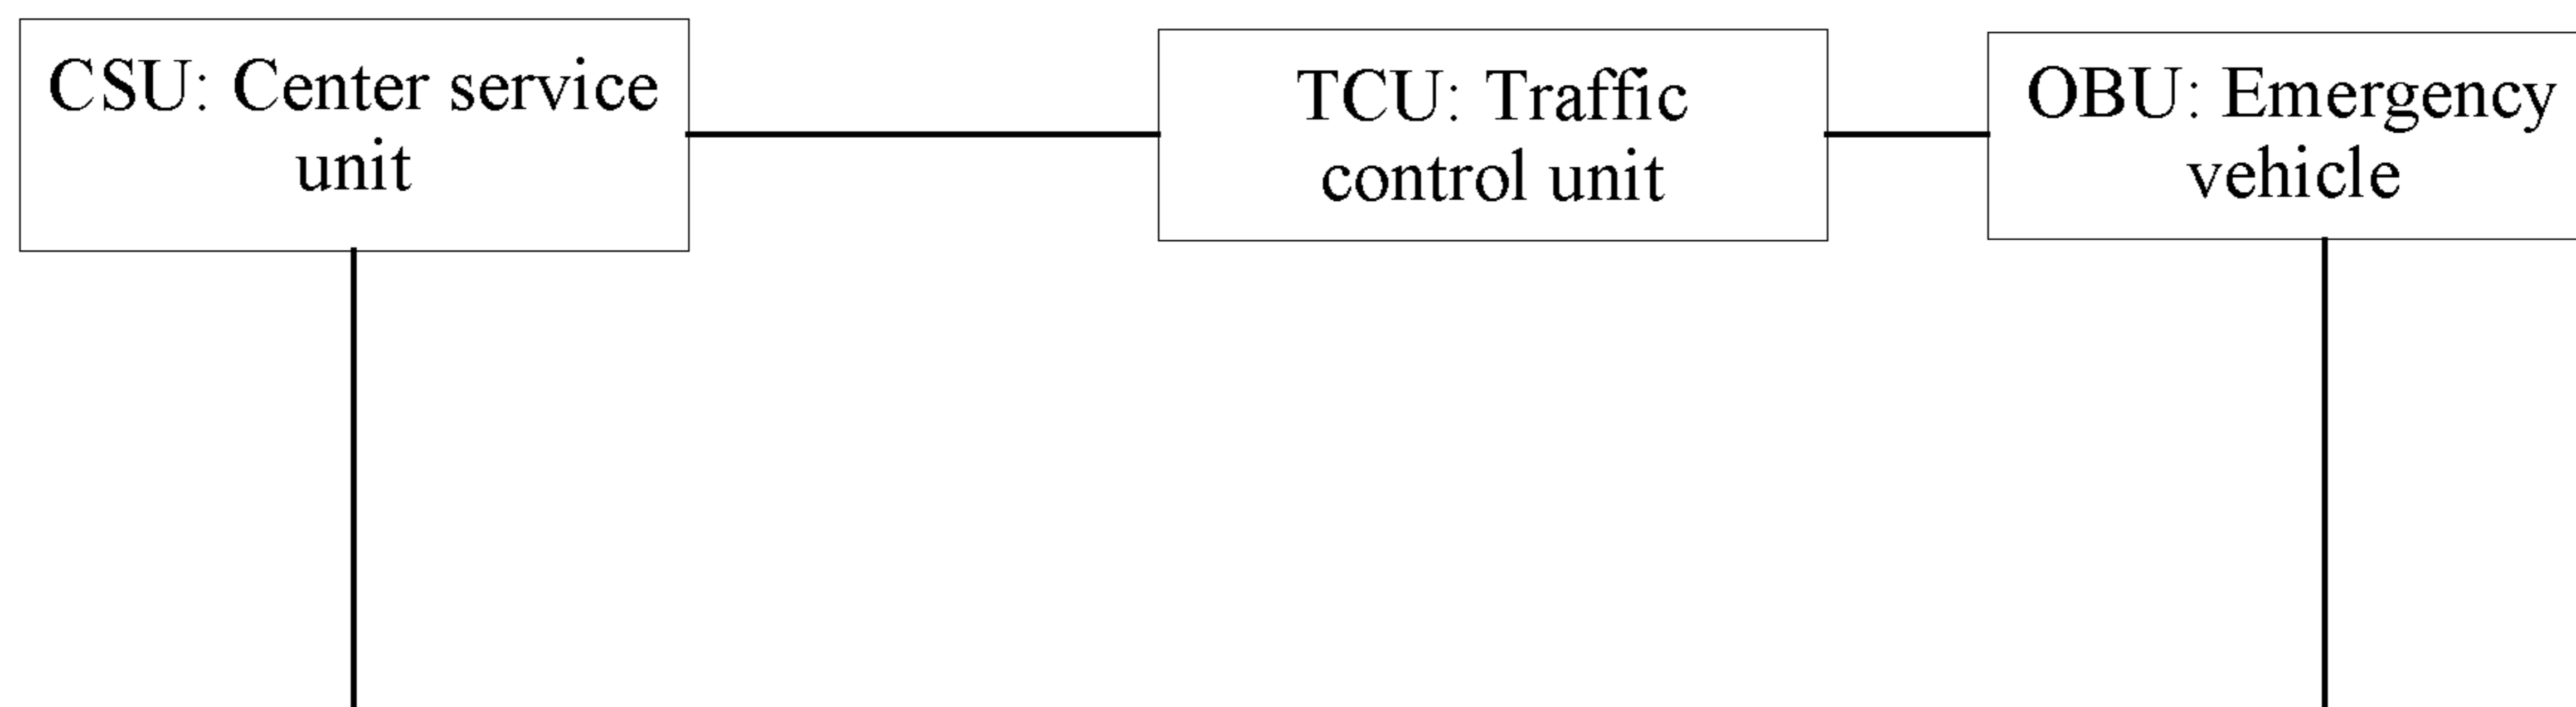 CSU: Center service
unit
TCU: Traffic
control unit
OBU: Emergency
vehicle